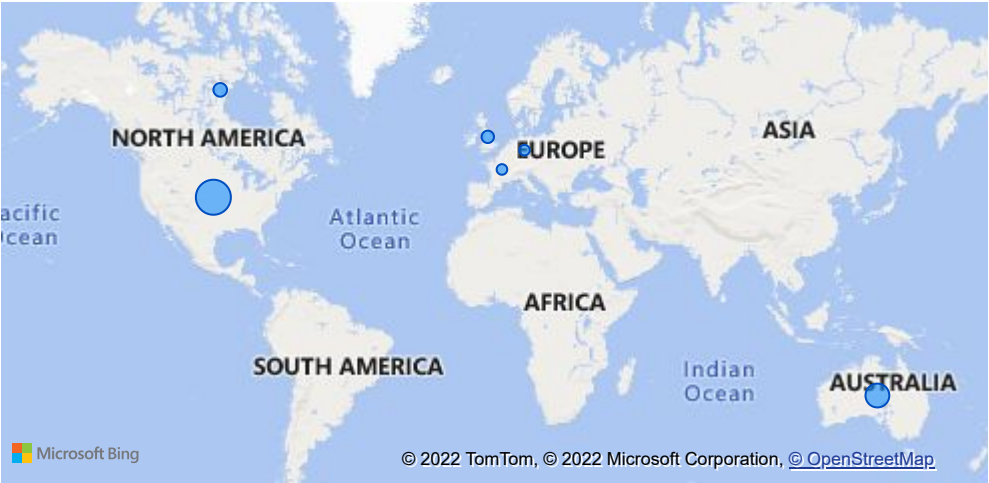 NORTH AMERICA
EUROPE
ASIA
acific
cean
Atlantic
Ocean
AFRICA
SOUTH AMERICA
Indian
Ocean
AUSTRALIA
Microsoft Bing
© 2022 TomTom, © 2022 Microsoft Corporation, © OpenStreetMap